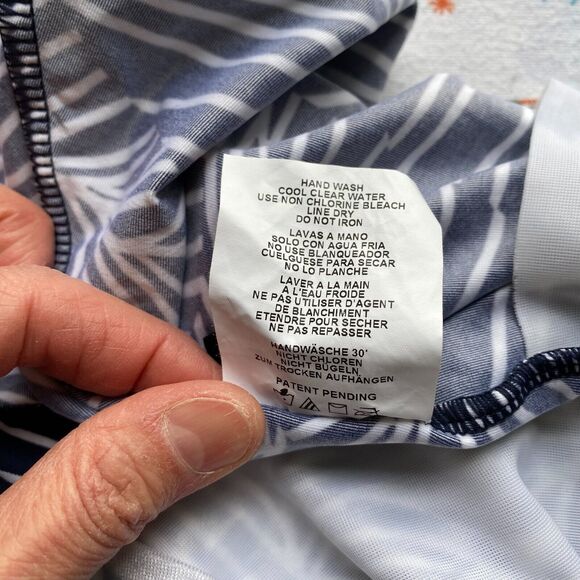 HAND WASH
COOL CLEAR WATER
USE NON CHLORINE BLEACH
LINE DRY
DO NOT IRON
LAVAS A MANO
SOLO CON AGUA FRIA
NO USE BLANQUEADOR
CUELGUESE PARA SECAR
NO LO PLANCHE
LAVER A LA MAIN
A L'EAU FROIDE
NE PAS UTILISER D'AGENT
DE BLANCHIMENT
ETENDRE POUR SECHER
NE PAS REPASSER
HANDWÄSCHE 30'
NICHT CHLOREN
NICHT BÜGELN
ZUM TROCKEN AUFHÄNGEN
PATENT PENDING